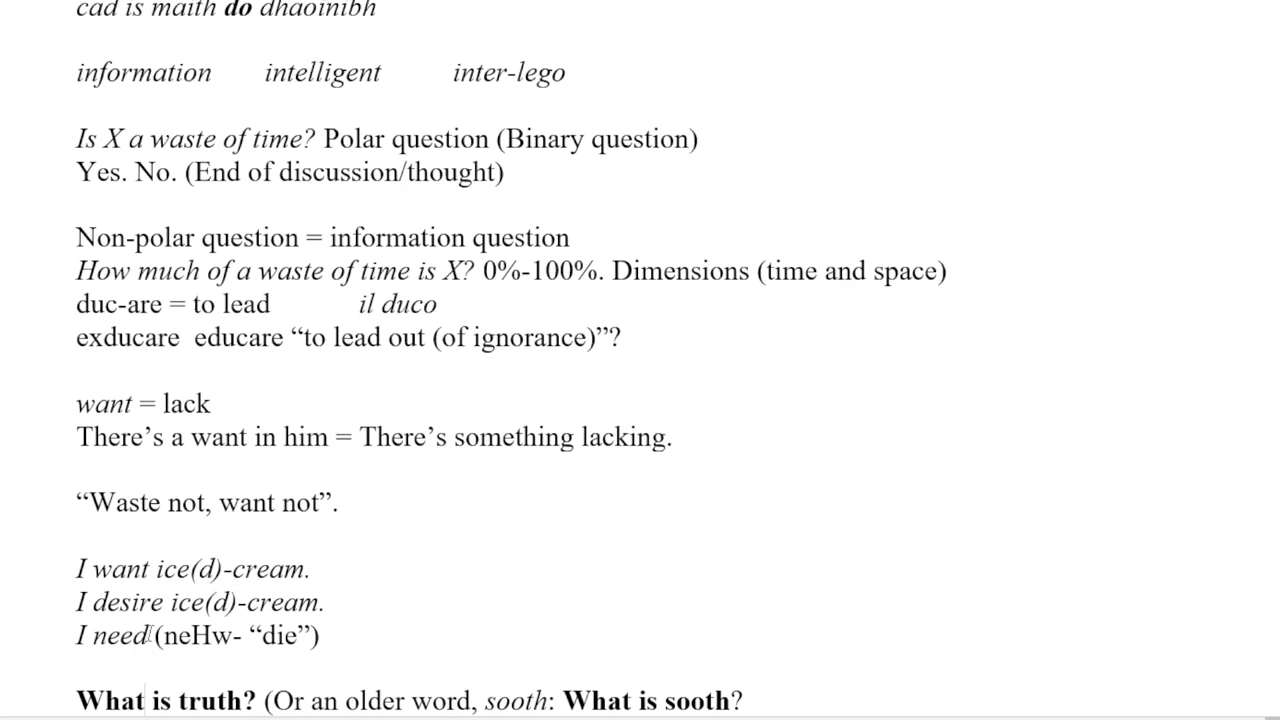 cad is maith do dhaoinibh
information intelligent inter-lego
Is X a waste of time? Polar question (Binary question)
Yes. No. (End of discussion/thought)
Non-polar question = information question
How much of a waste of time is X? 0%-100%. Dimensions (time and space)
duc-are = to lead il duco
exducare educare “to lead out (of ignorance)”?
want = lack
There’s a want in him = There’s something lacking.
“Waste not, want not”.
I want ice(d)-cream.
I desire ice(d)-cream.
I need (neHw- “die”)
What is truth? (Or an older word, sooth: What is sooth?